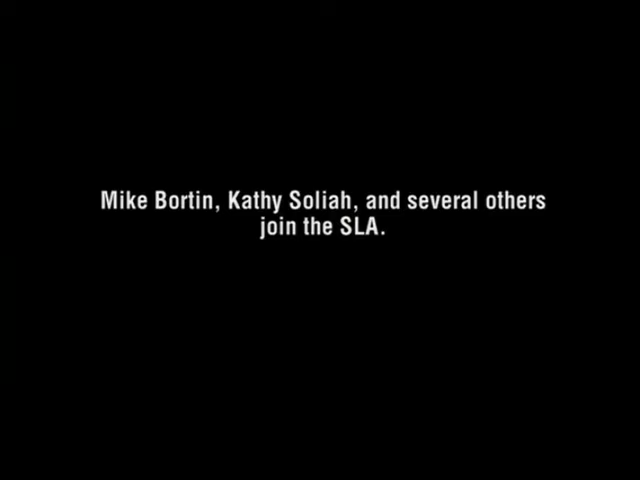 Mike Bortin, Kathy Soliah, and several others
join the SLA.